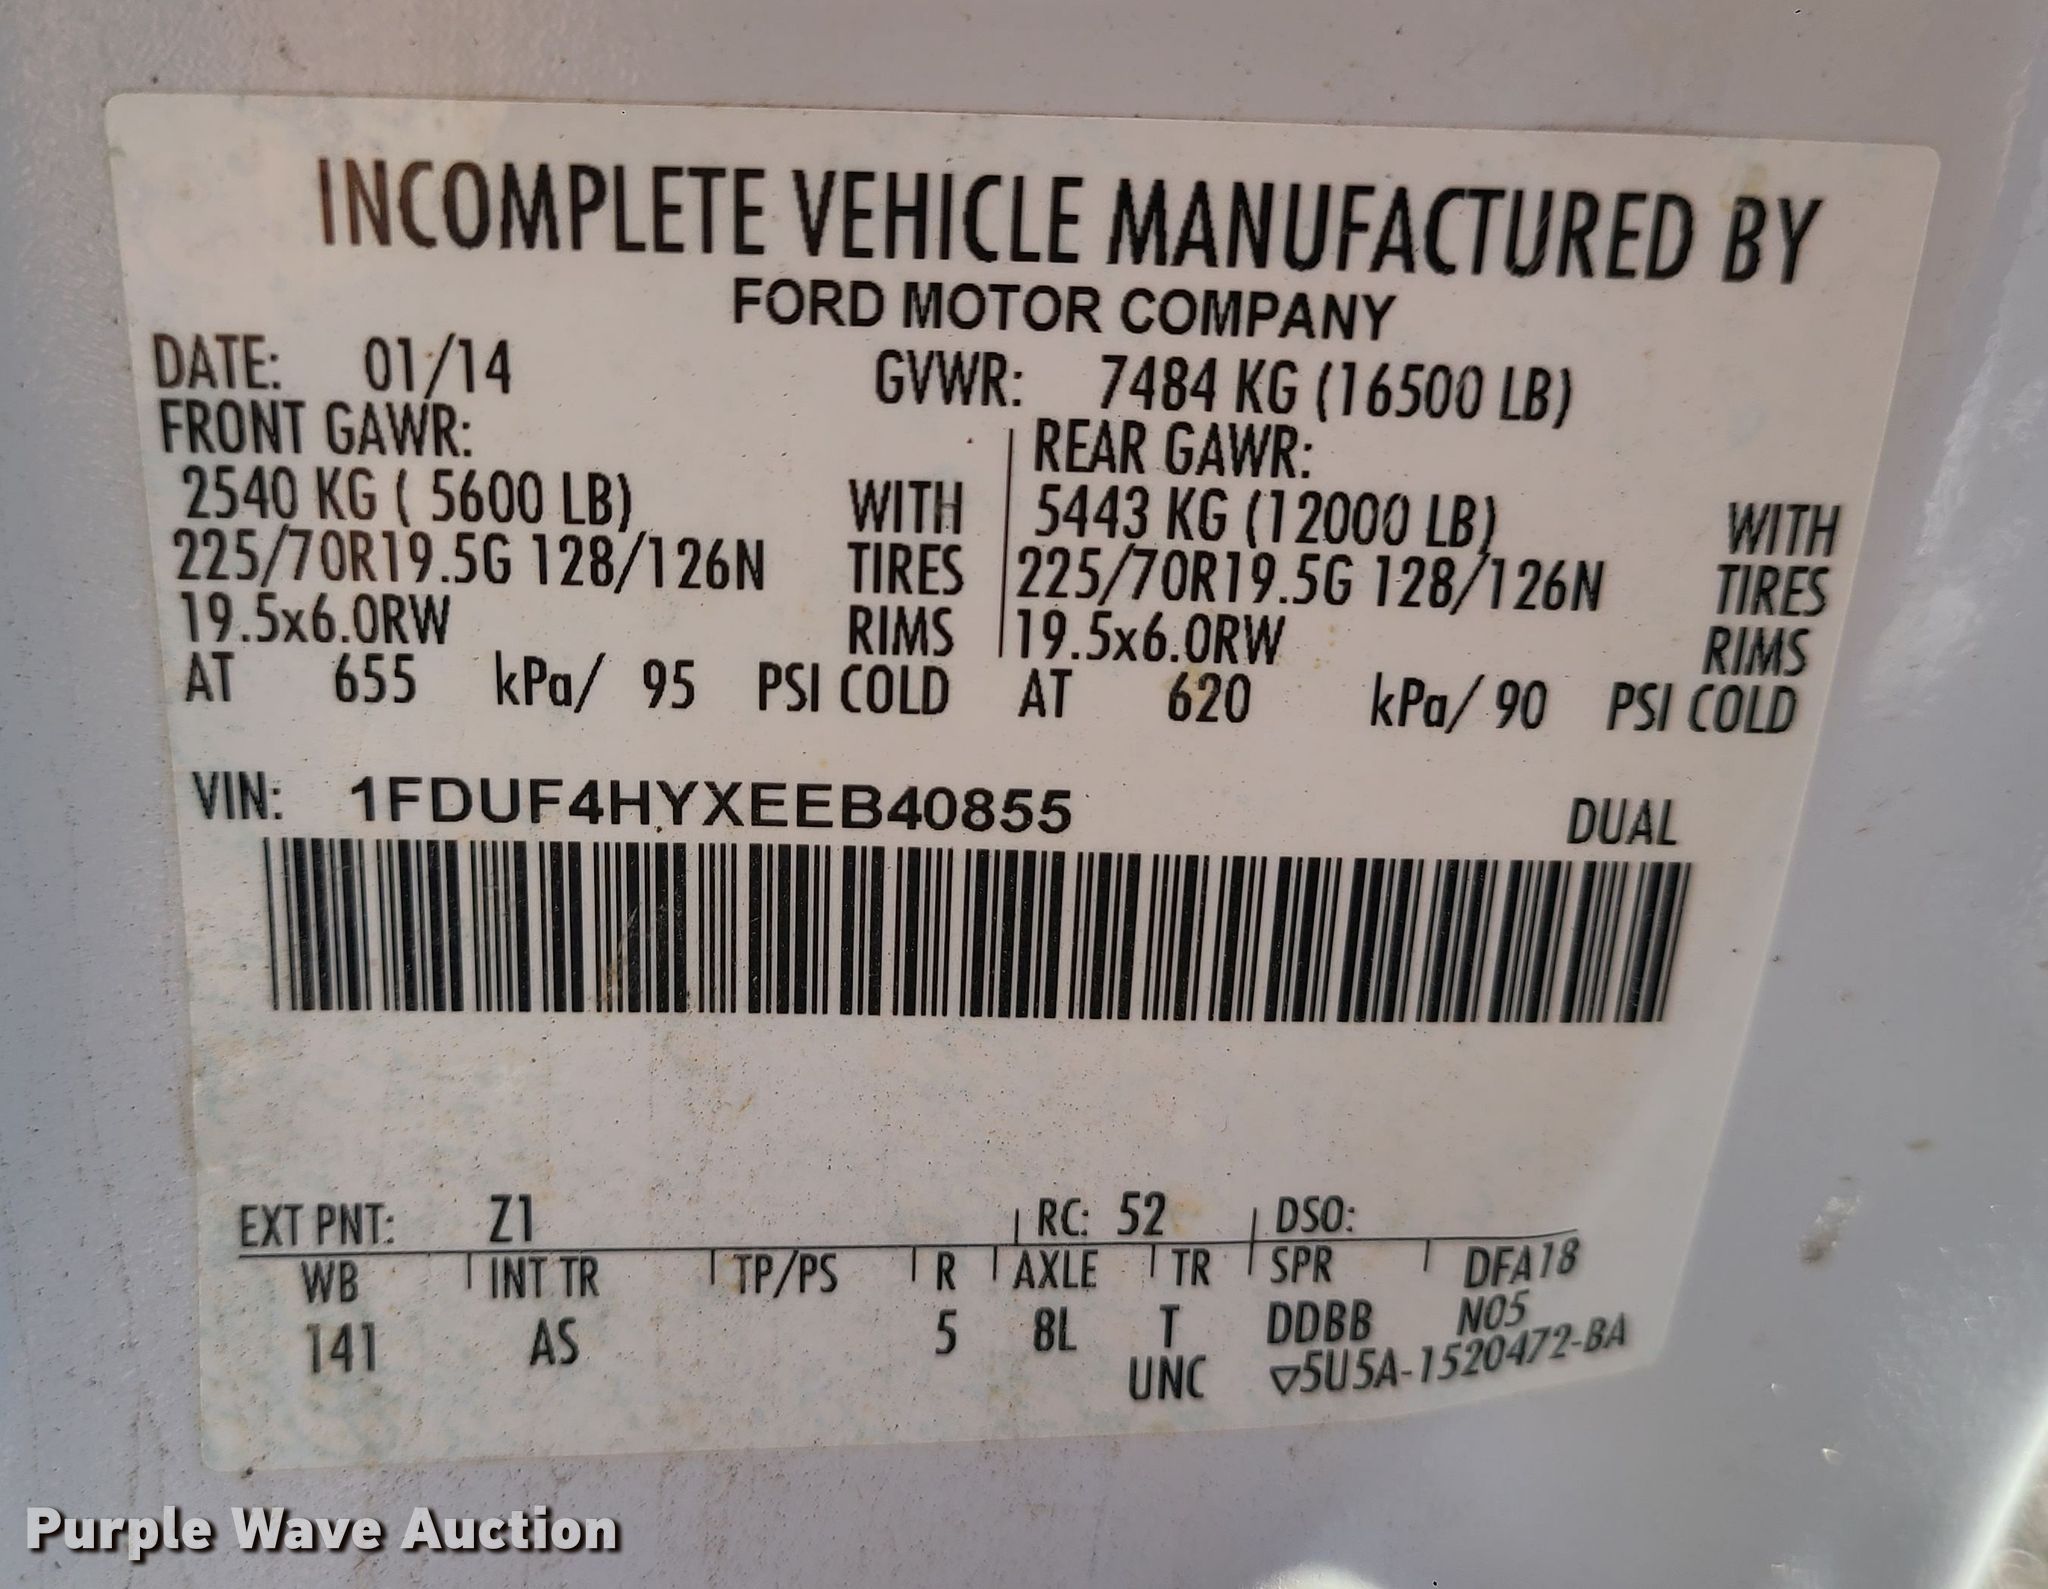 INCOMPLETE VEHICLE MANUFACTURED BY
FORD MOTOR COMPANY
DATE: 01/14 GVWR: 7484 KG (16500 LB)
FRONT GAWR: REAR GAWR:
2540 KG ( 5600 LB) WITH 5443 KG (12000 LB) WITH
225/70R19.5G 128/126N TIRES 225/70R19.5G 128/126N TIRES
19.5x6.0RW RIMS 19.5x6.0RW RIMS
AT 655 kPa/ 95 PSI COLD AT 620 kPa/ 90 PSI COLD
VIN: 1FDUF4HYXEEB40855 DUAL
EXT PNT: Z1 RC: 52 DSO:
WB INT TR TP/PS R AXLE TR SPR DFA18
141 AS 5 8L T DDBB N05
UNC ▽5U5A-1520472-BA
Purple Wave Auction